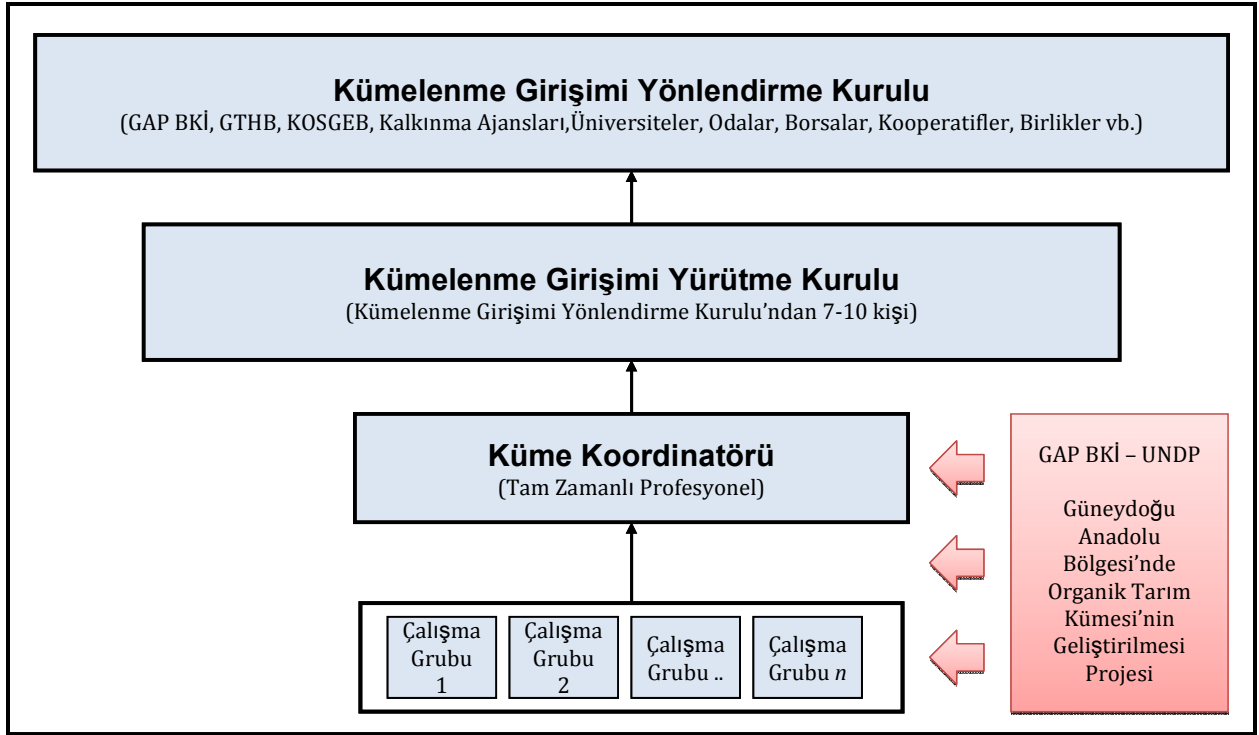 Kümelenme Girişimi Yönlendirme Kurulu
(GAP BKİ, GTHB, KOSGEB, Kalkınma Ajansları,Üniversiteler, Odalar, Borsalar, Kooperatifler, Birlikler vb.)
Kümelenme Girişimi Yürütme Kurulu
(Kümelenme Girişimi Yönlendirme Kurulu’ndan 7-10 kişi)
Küme Koordinatörü
(Tam Zamanlı Profesyonel)
Çalışma
Grubu
1
Çalışma
Grubu
2
Çalışma
Grubu ..
Çalışma
Grubu n
GAP BKİ – UNDP
Güneydoğu
Anadolu
Bölgesi’nde
Organik Tarım
Kümesi’nin
Geliştirilmesi
Projesi